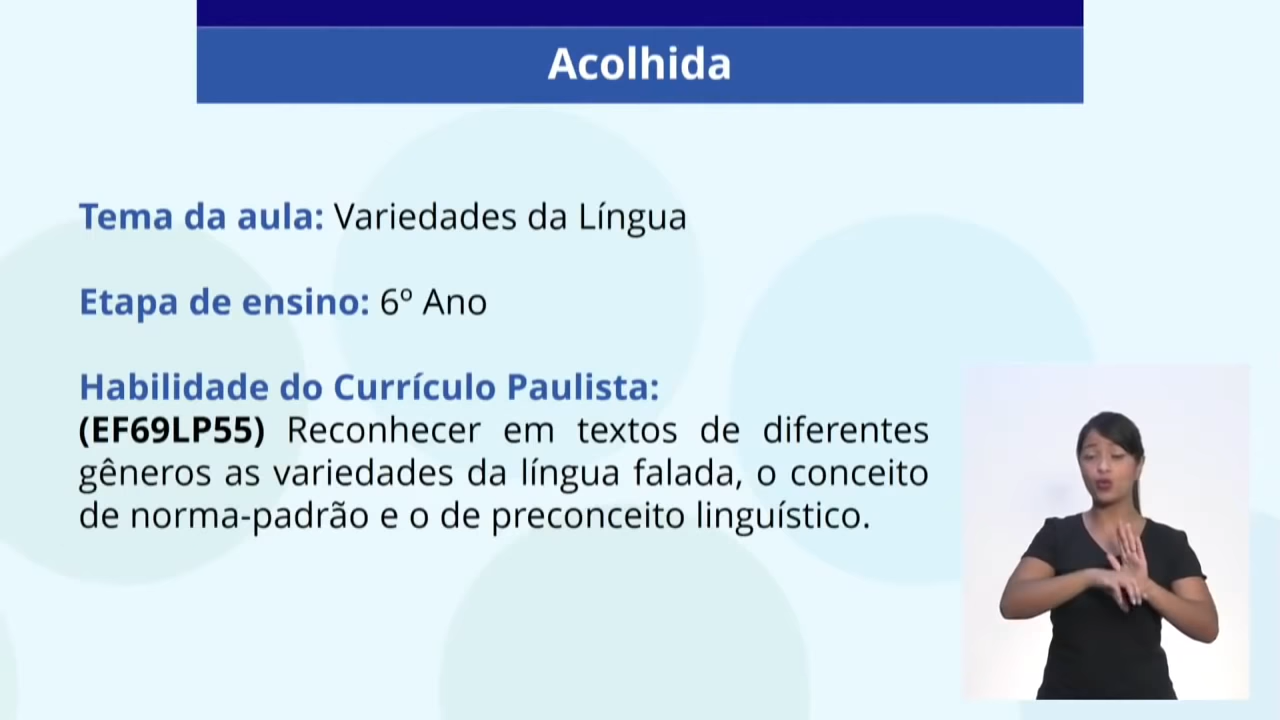 Acolhida
Tema da aula: Variedades da Língua
Etapa de ensino: 6º Ano
Habilidade do Currículo Paulista:
(EF69LP55) Reconhecer em textos de diferentes
gêneros as variedades da língua falada, o conceito
de norma-padrão e o de preconceito linguístico.